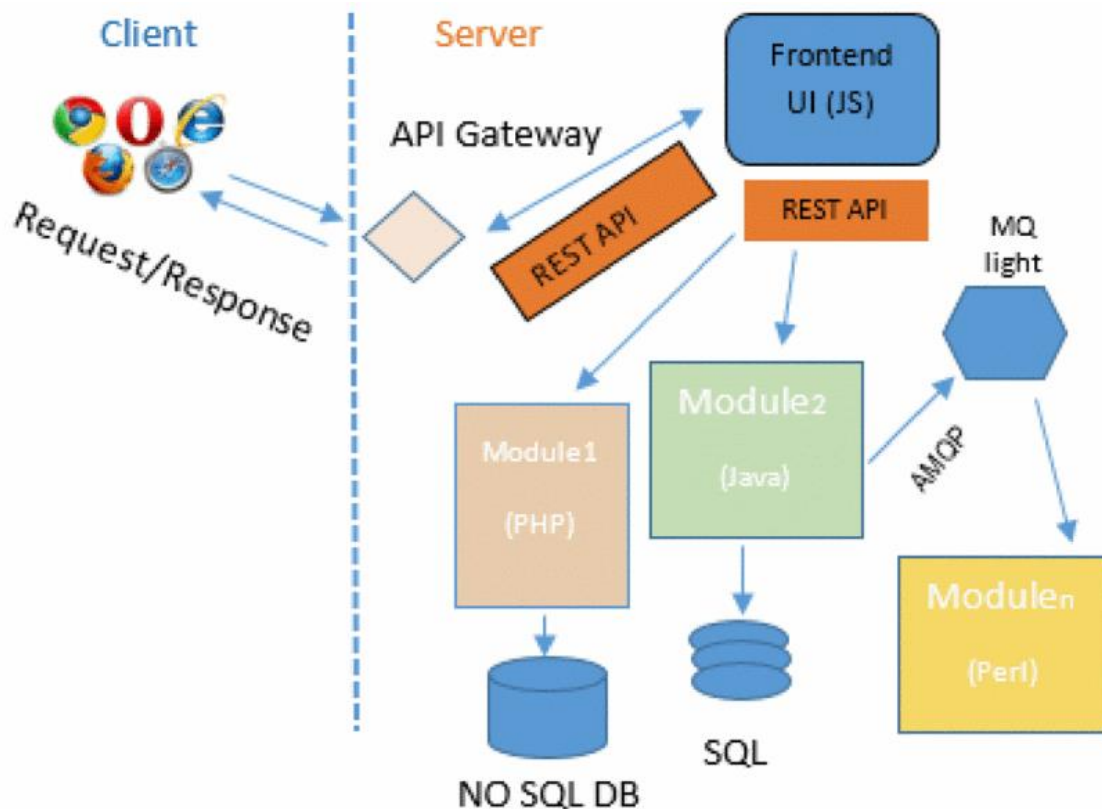 Client
Server
Frontend
UI (JS)
API Gateway
REST API
REST API
Request/Response
MQ
light
Module1
(PHP)
Module2
(Java)
AMQP
Modulen
(Perl)
SQL
NO SQL DB